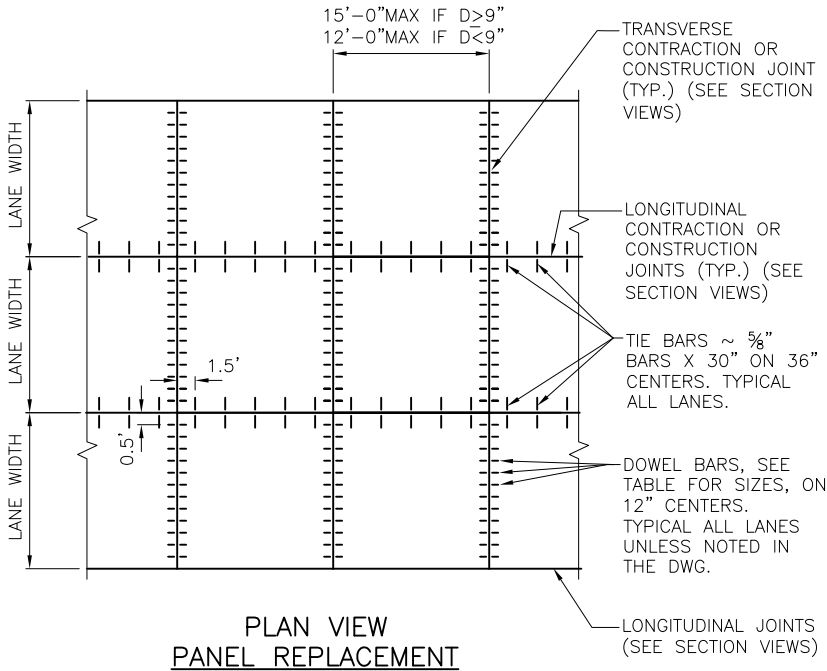 15'-0"MAX IF D>9"
12'-0"MAX IF D≤9"
TRANSVERSE
CONTRACTION OR
CONSTRUCTION JOINT
(TYP.) (SEE SECTION
VIEWS)
LANE WIDTH
LONGITUDINAL
CONTRACTION OR
CONSTRUCTION
JOINTS (TYP.) (SEE
SECTION VIEWS)
LANE WIDTH
TIE BARS ~ ⅝"
BARS X 30" ON 36"
CENTERS. TYPICAL
ALL LANES.
1.5'
0.5'
LANE WIDTH
DOWEL BARS, SEE
TABLE FOR SIZES, ON
12" CENTERS.
TYPICAL ALL LANES
UNLESS NOTED IN
THE DWG.
LONGITUDINAL JOINTS
(SEE SECTION VIEWS)
PLAN VIEW
PANEL REPLACEMENT